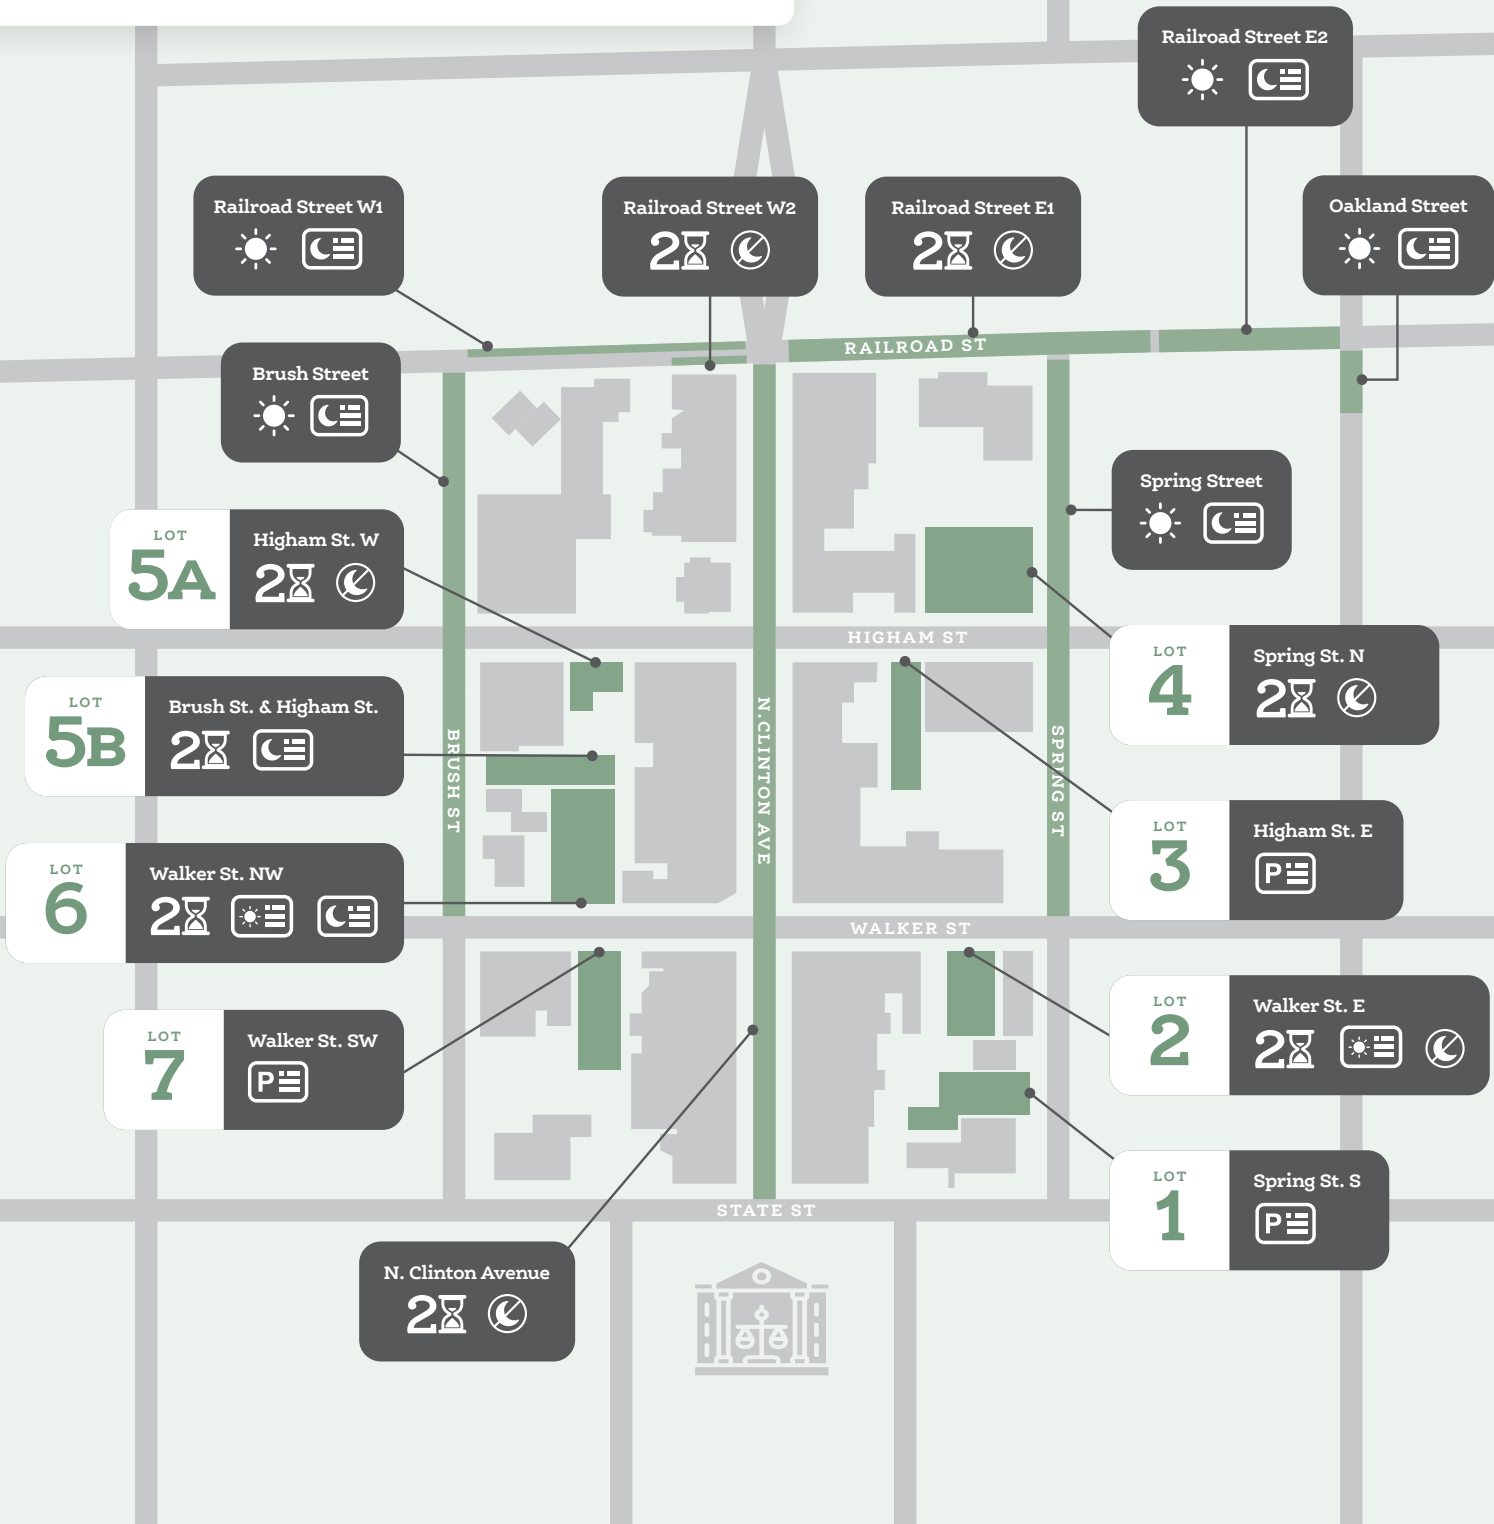 Railroad Street E2
Railroad Street W1
Railroad Street W2
2
Railroad Street E1
2
Oakland Street
RAILROAD ST
Brush Street
Spring Street
LOT
5A
Higham St. W
2
HIGHAM ST
LOT
4
Spring St. N
2
LOT
5B
Brush St. & Higham St.
2
BRUSH ST
N.CLINTON AVE
SPRING ST
LOT
3
Higham St. E
P
LOT
6
Walker St. NW
2
WALKER ST
LOT
2
Walker St. E
2
LOT
7
Walker St. SW
P
LOT
1
Spring St. S
P
STATE ST
N. Clinton Avenue
2